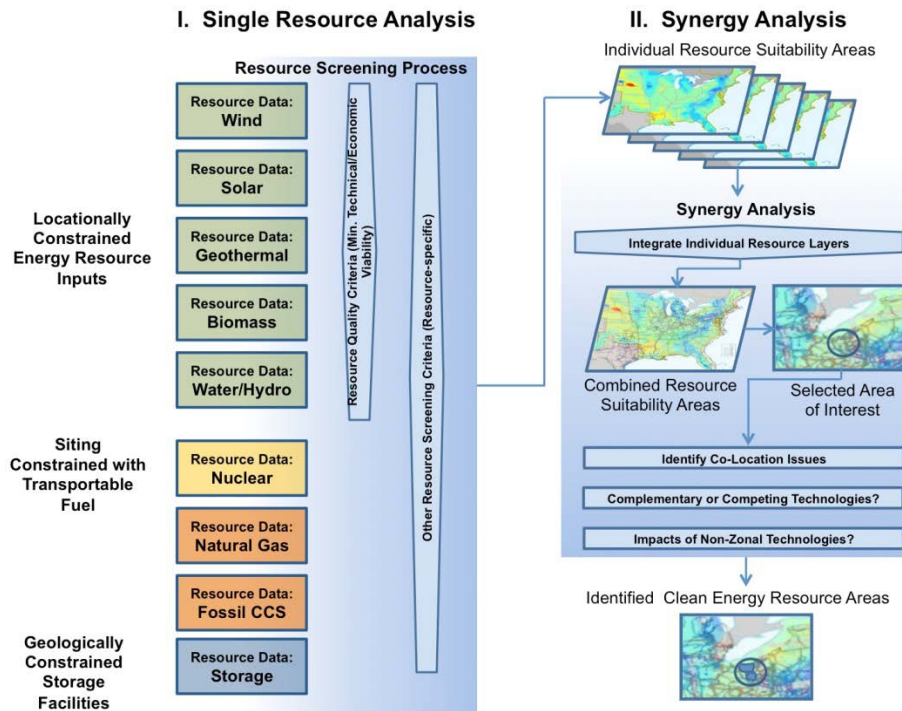 I. Single Resource Analysis
Resource Screening Process
Locationally
Constrained
Energy Resource
Inputs
Resource Data:
Wind
Resource Data:
Solar
Resource Data:
Geothermal
Resource Data:
Biomass
Resource Data:
Water/Hydro
Siting
Constrained with
Transportable
Fuel
Resource Data:
Nuclear
Resource Data:
Natural Gas
Resource Data:
Fossil CCS
Geologically
Constrained
Storage
Facilities
Resource Data:
Storage
Resource Quality Criteria (Min. Technical/Economic
Viability)
Other Resource Screening Criteria (Resource-specific)
II. Synergy Analysis
Individual Resource Suitability Areas
Synergy Analysis
Integrate Individual Resource Layers
Combined Resource
Suitability Areas
Selected Area
of Interest
Identify Co-Location Issues
Complementary or Competing Technologies?
Impacts of Non-Zonal Technologies?
Identified Clean Energy Resource Areas